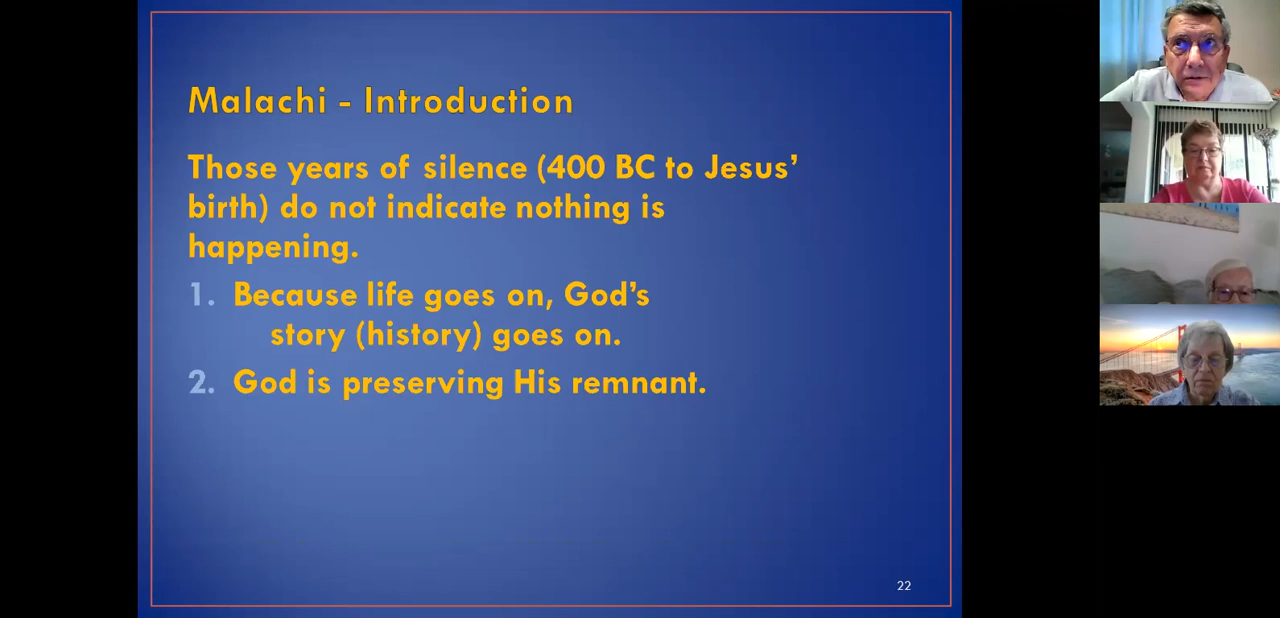 Malachi - Introduction
Those years of silence (400 BC to Jesus’
birth) do not indicate nothing is
happening.
1. Because life goes on, God’s
story (history) goes on.
2. God is preserving His remnant.
22